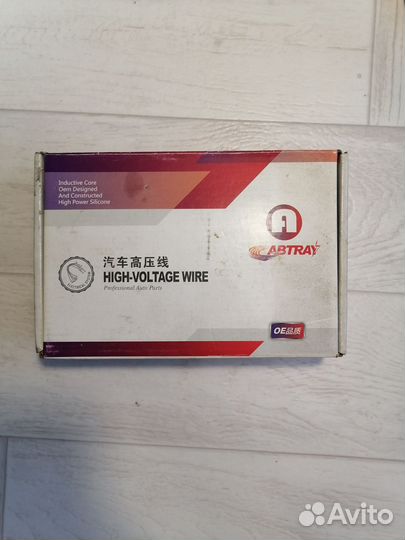 Inductive Core
Oem Designed
And Constructed
High Power Silicone
ABTRAY
汽车高压线
HIGH-VOLTAGE WIRE
Professional Auto Parts
OE品质
Avito